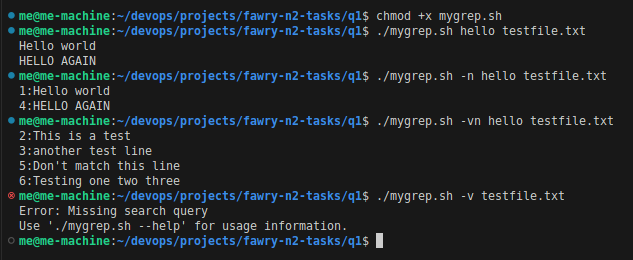 me@me-machine:~/devops/projects/fawry-n2-tasks/q1$ chmod +x mygrep.sh
me@me-machine:~/devops/projects/fawry-n2-tasks/q1$ ./mygrep.sh hello testfile.txt
Hello world
HELLO AGAIN
me@me-machine:~/devops/projects/fawry-n2-tasks/q1$ ./mygrep.sh -n hello testfile.txt
1:Hello world
4:HELLO AGAIN
me@me-machine:~/devops/projects/fawry-n2-tasks/q1$ ./mygrep.sh -vn hello testfile.txt
2:This is a test
3:another test line
5:Don't match this line
6:Testing one two three
me@me-machine:~/devops/projects/fawry-n2-tasks/q1$ ./mygrep.sh -v testfile.txt
Error: Missing search query
Use './mygrep.sh --help' for usage information.
me@me-machine:~/devops/projects/fawry-n2-tasks/q1$